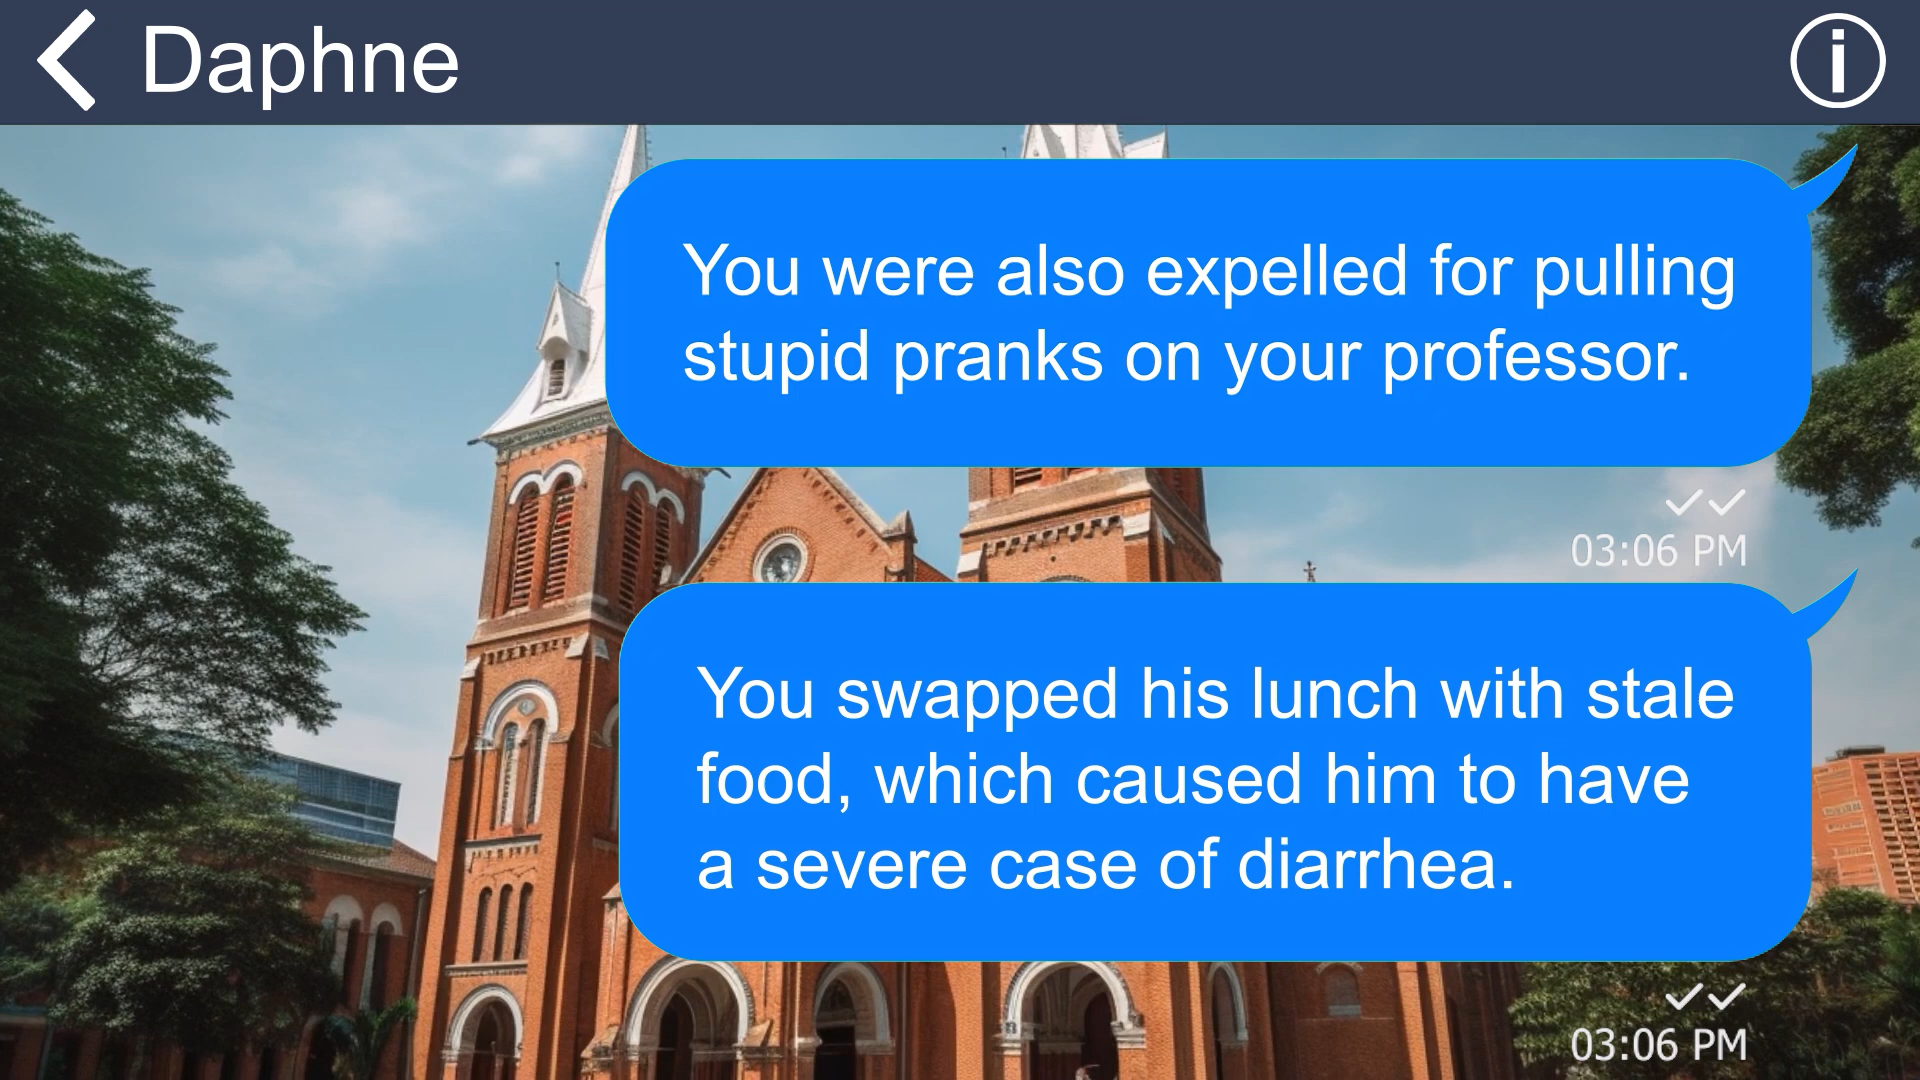 Daphne
You were also expelled for pulling
stupid pranks on your professor.
03:06 PM
You swapped his lunch with stale
food, which caused him to have
a severe case of diarrhea.
03:06 PM